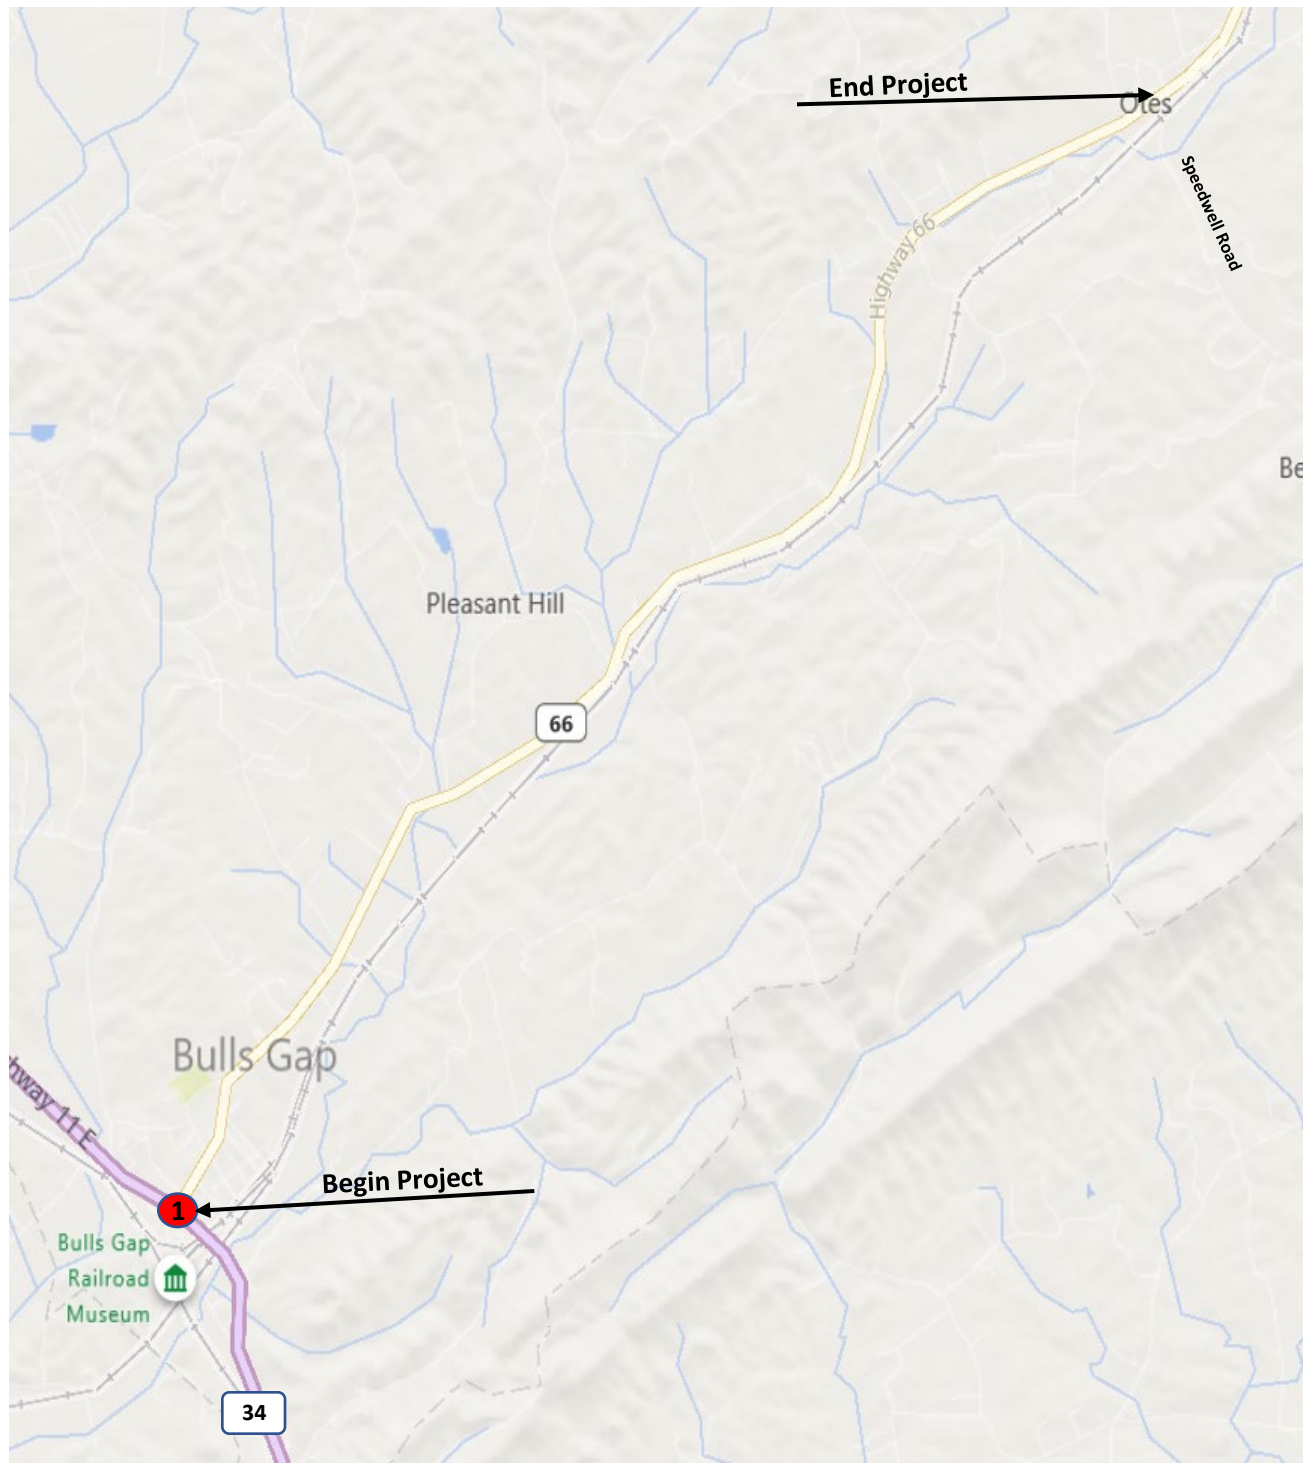 End Project
Otes
Speedwell Road
Highway 66
Be
Pleasant Hill
66
Bulls Gap
hway 11 E
Begin Project
1
Bulls Gap
Railroad
Museum
34